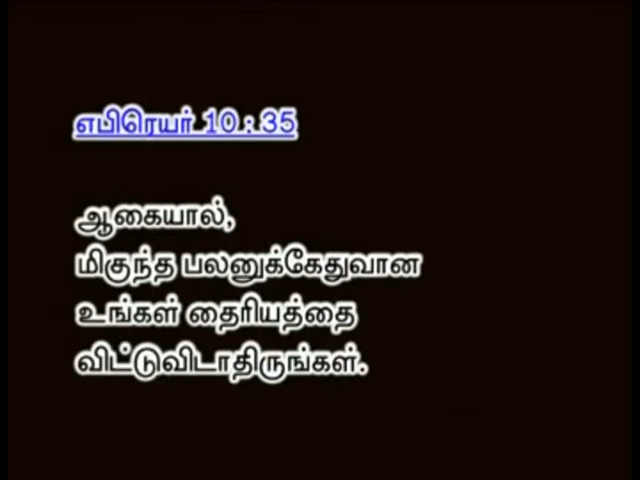 எபிரெயர் 10 : 35
ஆகையால்,
மிகுந்த பலனுக்கேதுவான
உங்கள் தைரியத்தை
விட்டுவிடாதிருங்கள்.